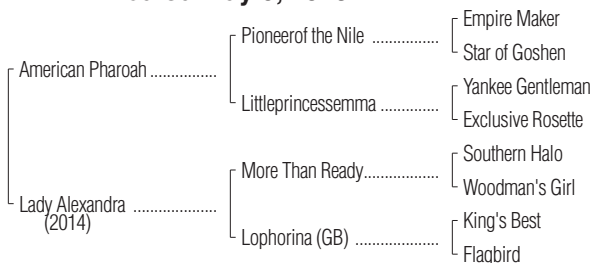 Empire Maker
Pioneerof the Nile ................
Star of Goshen
American Pharoah ................
Yankee Gentleman
Littleprincessemma ..............
Exclusive Rosette
Southern Halo
More Than Ready..................
Woodman's Girl
Lady Alexandra ....................
(2014)
King's Best
Lophorina (GB) ....................
Flagbird